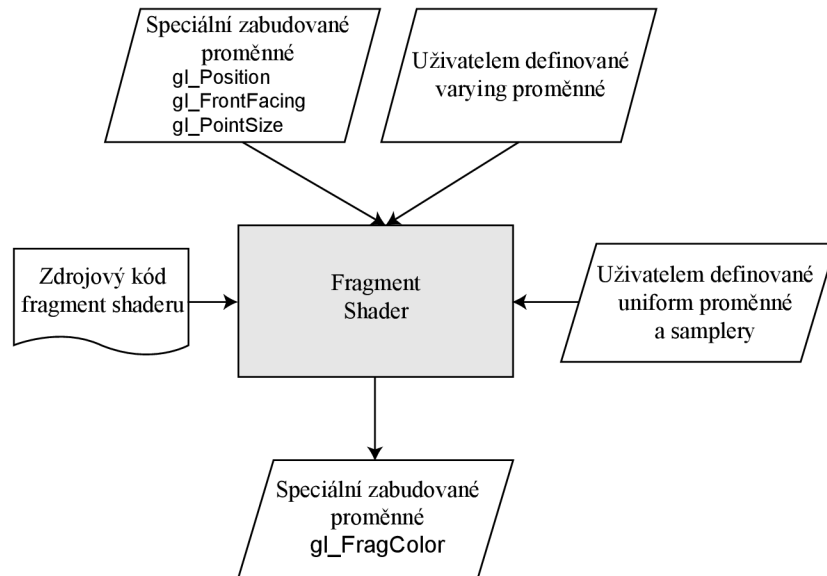 Speciální zabudované
proměnné
gl_Position
gl_FrontFacing
gl_PointSize
Uživatelem definované
varying proměnné
Zdrojový kód
fragment shaderu
Fragment
Shader
Uživatelem definované
uniform proměnné
a samplery
Speciální zabudované
proměnné
gl_FragColor